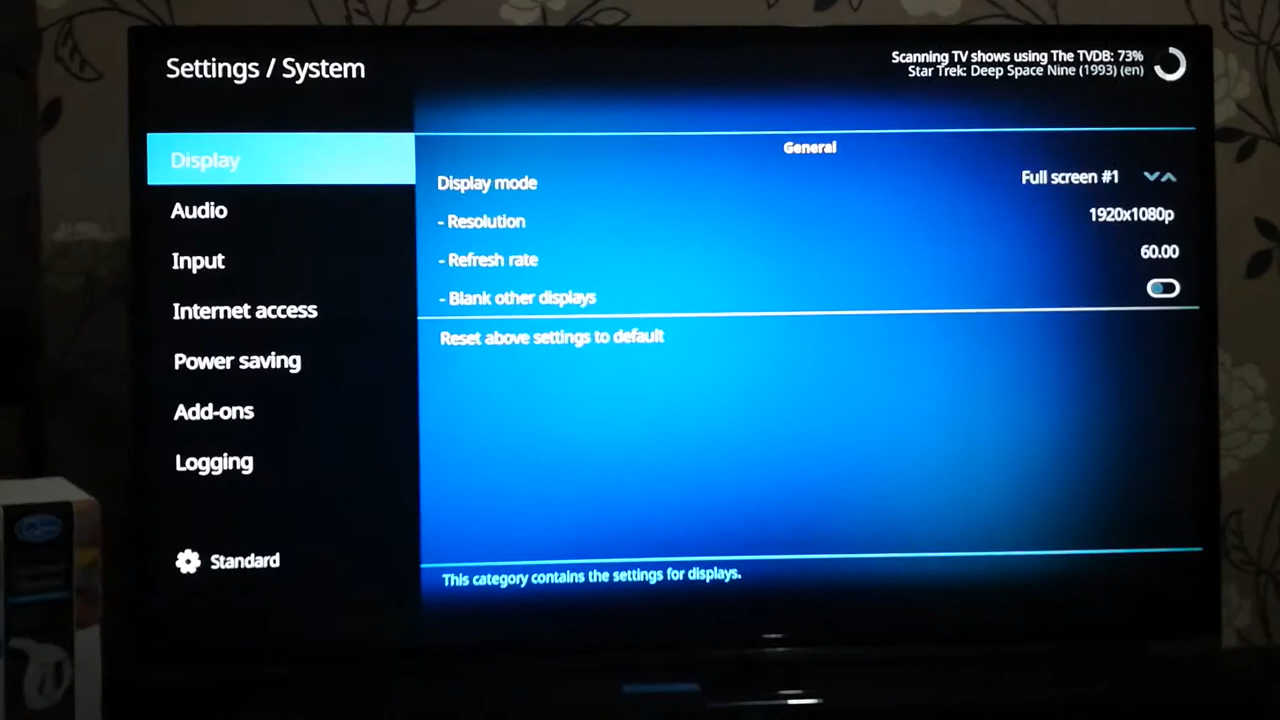 Settings / System
Scanning TV shows using The TVDB: 73%
Star Trek: Deep Space Nine (1993) (en)
Display
Audio
Input
Internet access
Power saving
Add-ons
Logging
Standard
General
Display mode Full screen #1
- Resolution 1920x1080p
- Refresh rate 60.00
- Blank other displays
Reset above settings to default
This category contains the settings for displays.